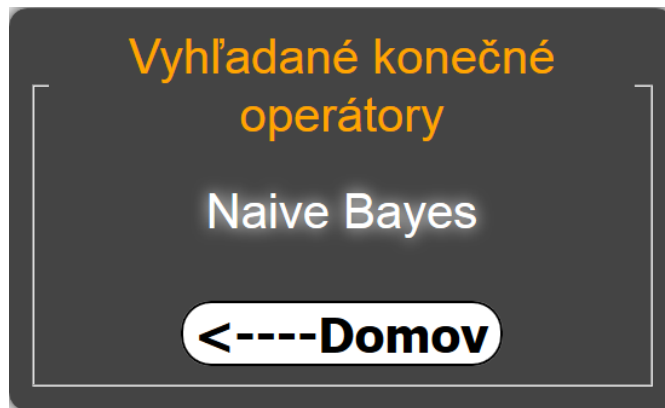 Vyhľadané konečné
operátory
Naive Bayes
<----Domov